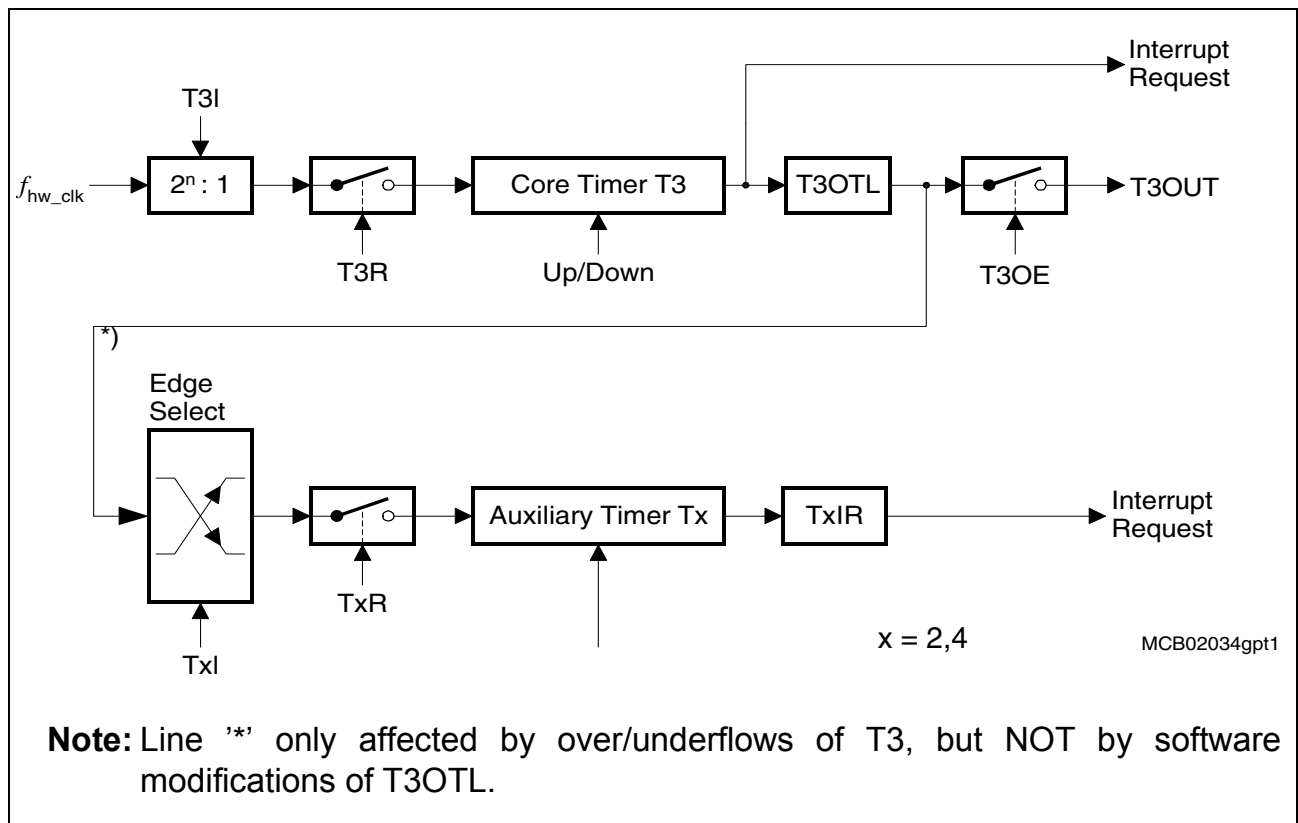 Interrupt
Request
T3I
f hw_clk
2ⁿ : 1
Core Timer T3
T3OTL
T3OUT
T3R
Up/Down
T3OE
*)
Edge
Select
Auxiliary Timer Tx
TxIR
Interrupt
Request
TxR
TxI
x = 2,4
MCB02034gpt1
Note: Line ’*’ only affected by over/underflows of T3, but NOT by software
modifications of T3OTL.